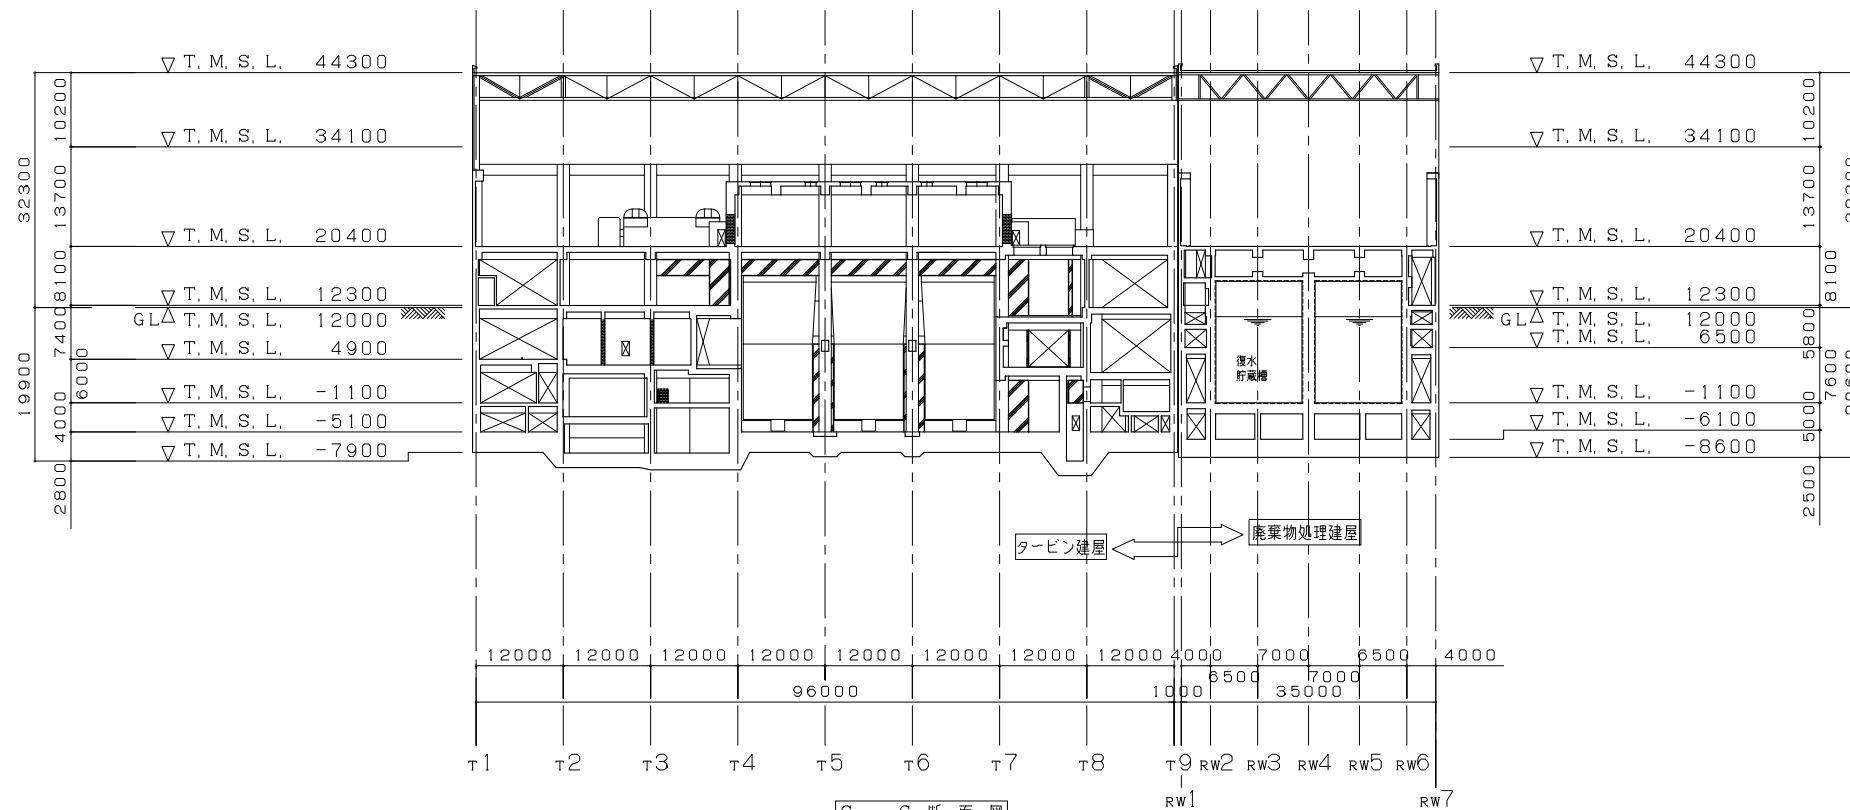 T.M.S.L. 44300
T.M.S.L. 34100
T.M.S.L. 20400
T.M.S.L. 12300
GL T.M.S.L. 12000
T.M.S.L. 4900
T.M.S.L. -1100
T.M.S.L. -5100
T.M.S.L. -7900
32300
19900
10200
13700
8100
7400
6000
4000
2800
T.M.S.L. 44300
T.M.S.L. 34100
T.M.S.L. 20400
T.M.S.L. 12300
GL T.M.S.L. 12000
T.M.S.L. 6500
T.M.S.L. -1100
T.M.S.L. -6100
T.M.S.L. -8600
10200
13700
8100
5800
7600
5000
2500
復水
貯蔵槽
タービン建屋
廃棄物処理建屋
12000 12000 12000 12000 12000 12000 12000 12000 4000 7000 6500 4000
6500 7000
96000 1000 35000
T1 T2 T3 T4 T5 T6 T7 T8 T9 RW2 RW3 RW4 RW5 RW6
RW1 RW7